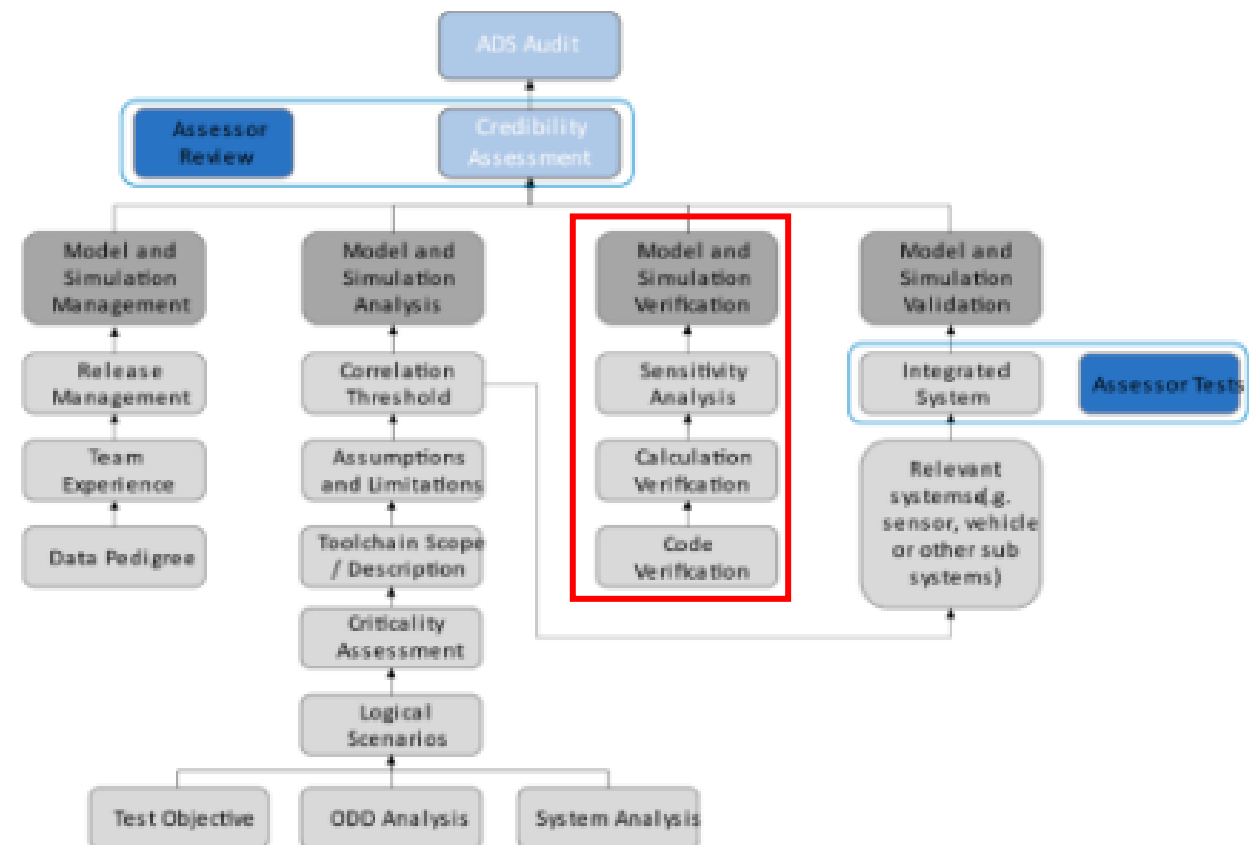 ADS Audit
Assessor
Review
Credibility
Assessment
Model and
Simulation
Management
Model and
Simulation
Analysis
Model and
Simulation
Verification
Model and
Simulation
Validation
Release
Management
Correlation
Threshold
Sensitivity
Analysis
Integrated
System
Assessor Tests
Team
Experience
Assumptions
and Limitations
Calculation
Verification
Relevant
systems(e.g.
sensor, vehicle
or other sub
systems)
Data Pedigree
Toolchain Scope
/ Description
Code
Verification
Criticality
Assessment
Logical
Scenarios
Test Objective
ODD Analysis
System Analysis